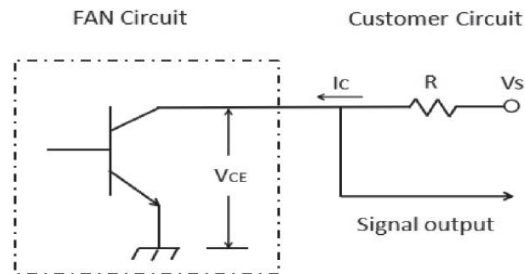 FAN Circuit
Customer Circuit
Ic
R
Vs
VCE
Signal output